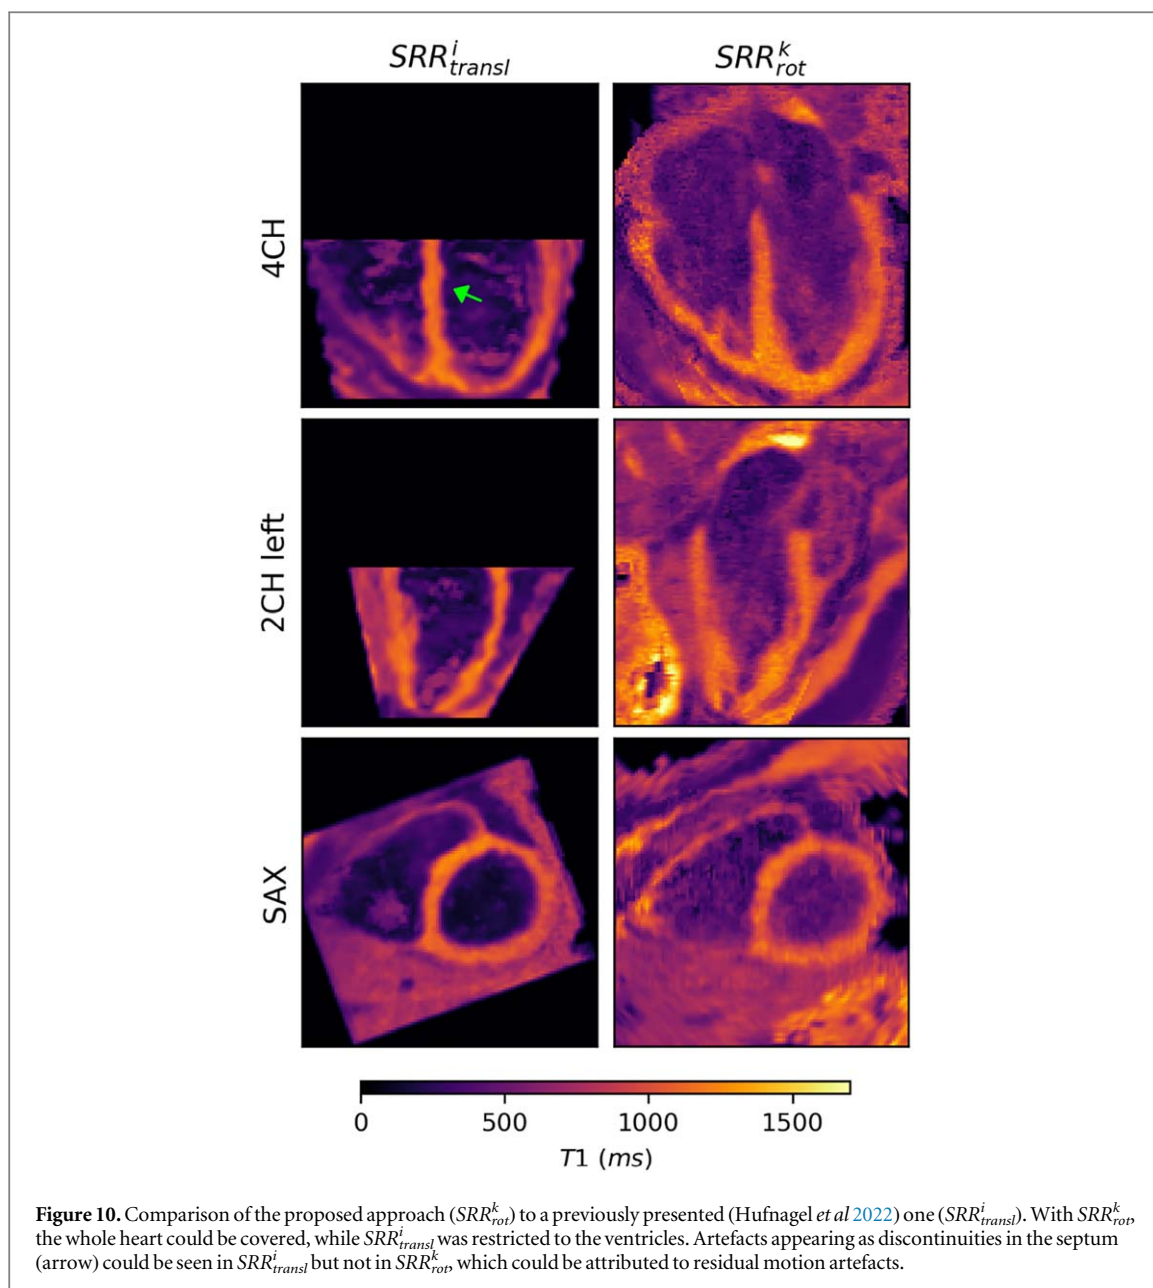 SRR^i_transl SRR^k_rot
4CH
2CH left
SAX
0 500 1000 1500
T1 (ms)
Figure 10. Comparison of the proposed approach (SRR^k_rot) to a previously presented (Hufnagel et al 2022) one (SRR^i_transl). With SRR^k_rot,
the whole heart could be covered, while SRR^i_transl was restricted to the ventricles. Artefacts appearing as discontinuities in the septum
(arrow) could be seen in SRR^i_transl but not in SRR^k_rot, which could be attributed to residual motion artefacts.